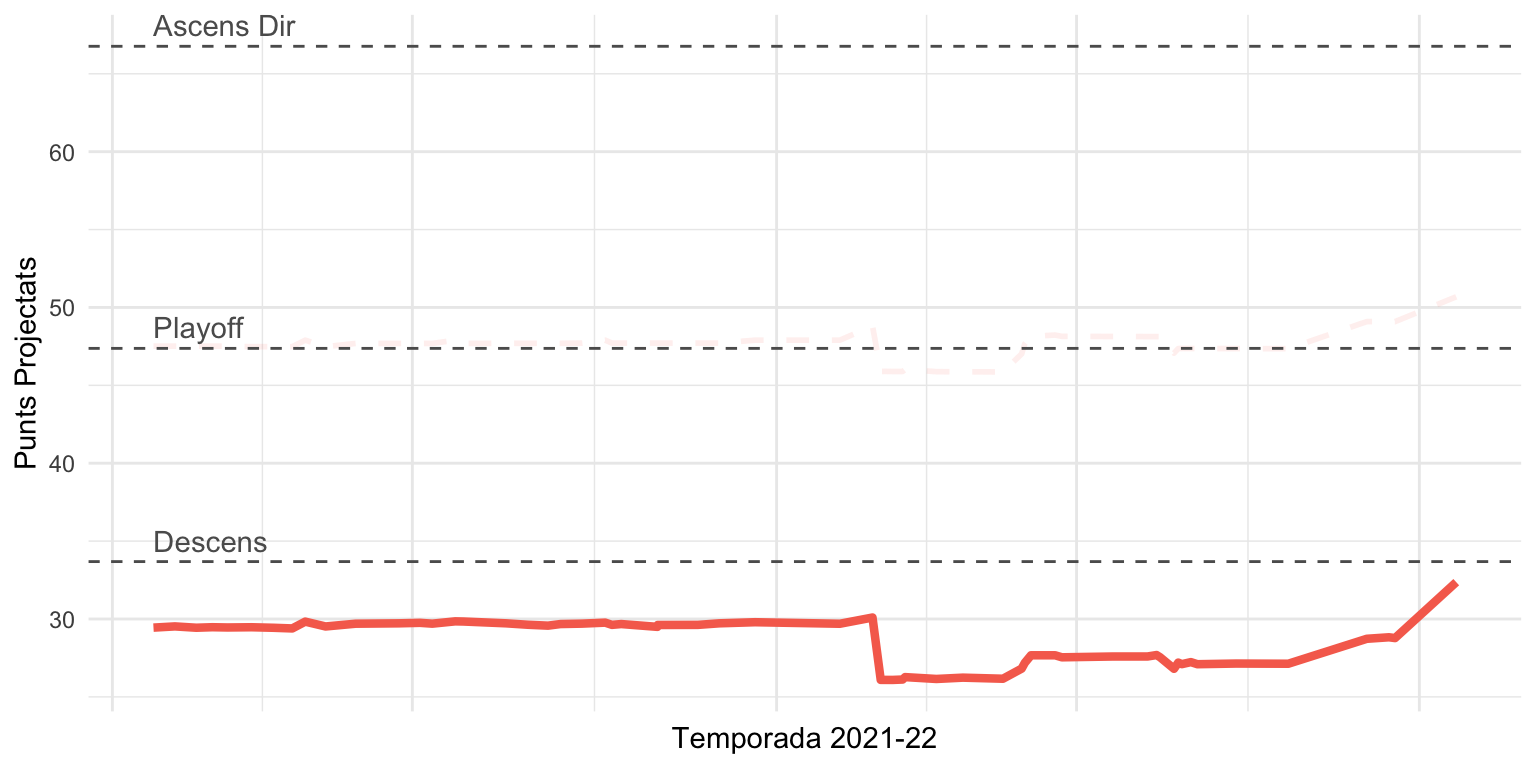 Ascens Dir
60
50
Playoff
40
Descens
30
Punts Projectats
Temporada 2021-22